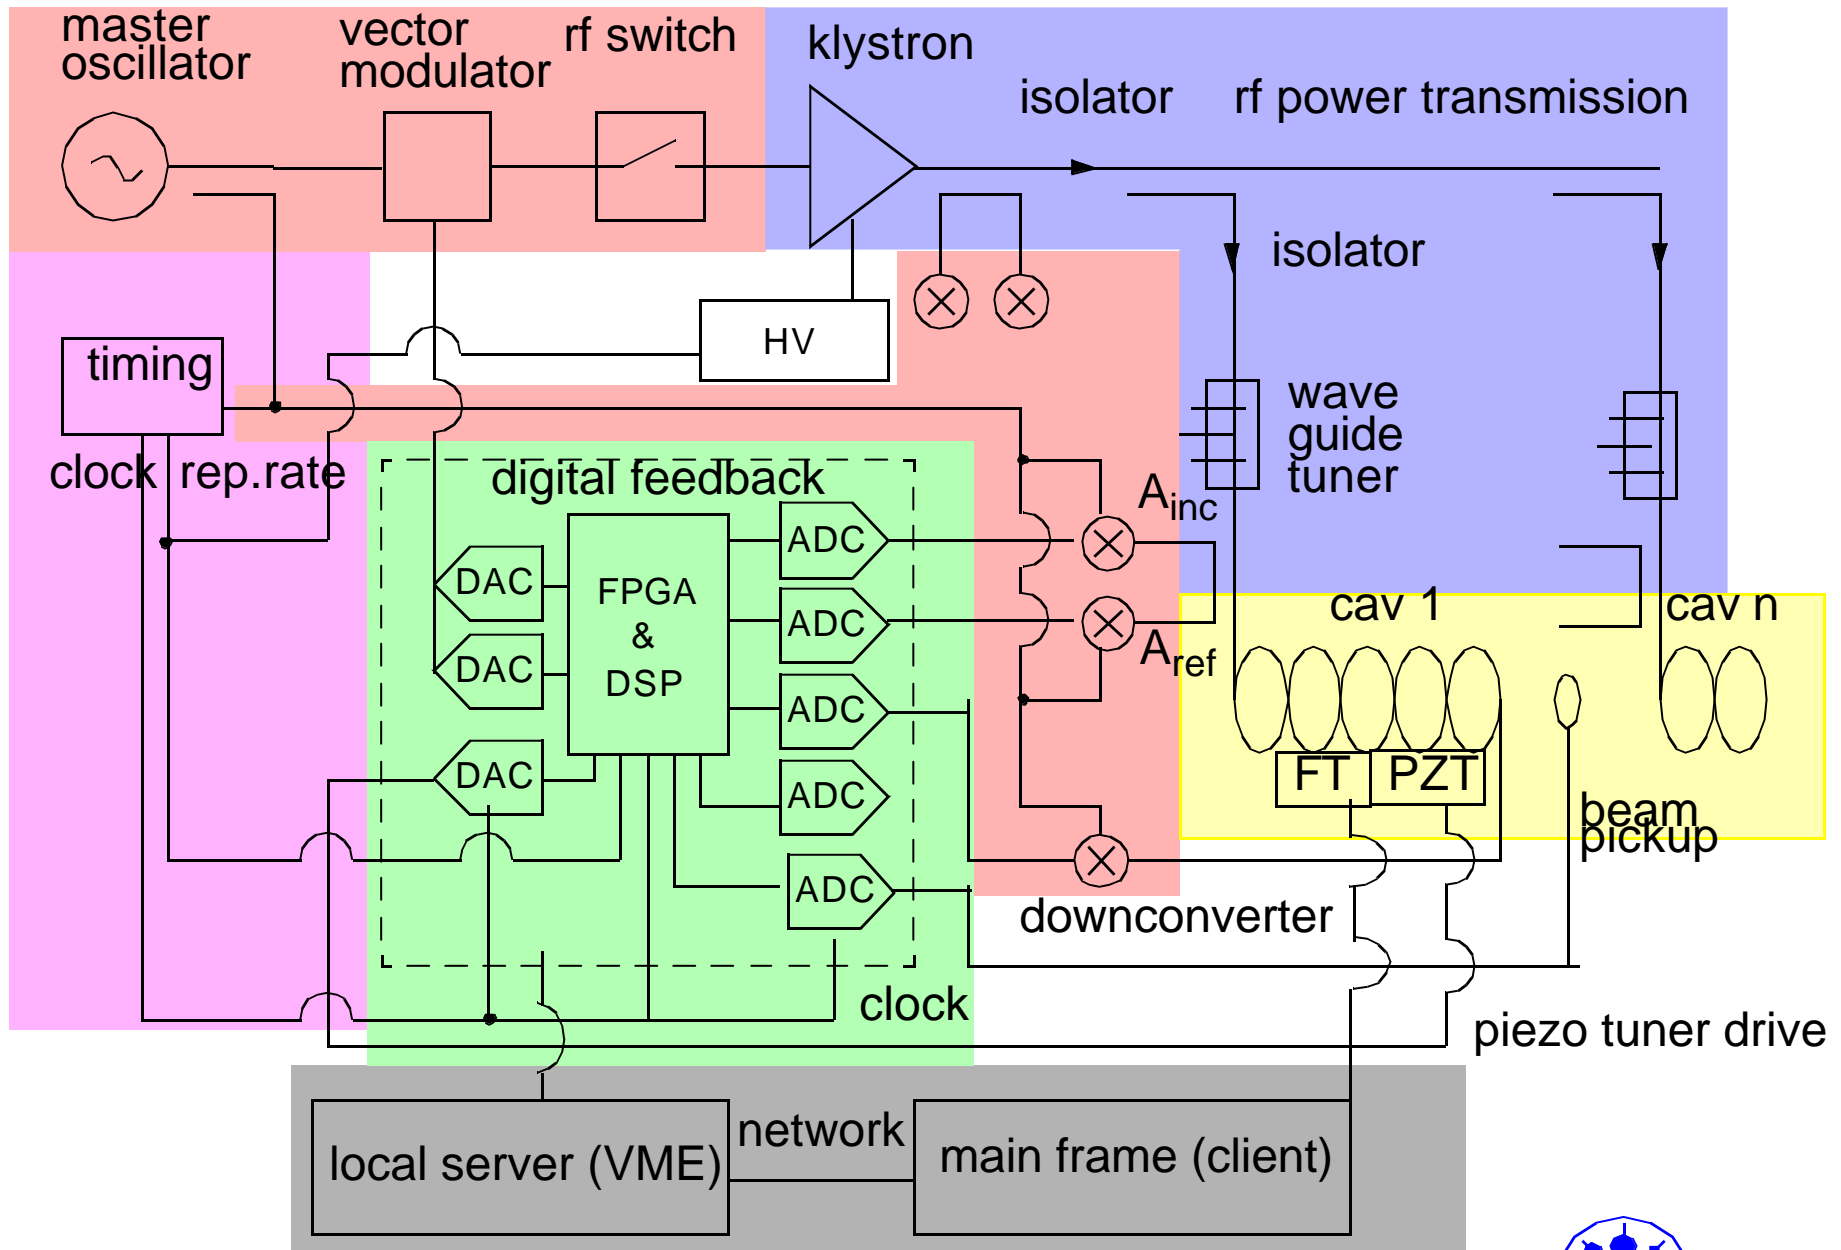 master
oscillator
vector
modulator
rf switch
klystron
isolator
rf power transmission
isolator
HV
timing
wave
guide
tuner
clock
rep.rate
digital feedback
A_inc
ADC
DAC
FPGA
&
DSP
ADC
cav 1
cav n
A_ref
DAC
ADC
DAC
ADC
FT
PZT
beam
pickup
ADC
downconverter
clock
piezo tuner drive
network
local server (VME)
main frame (client)